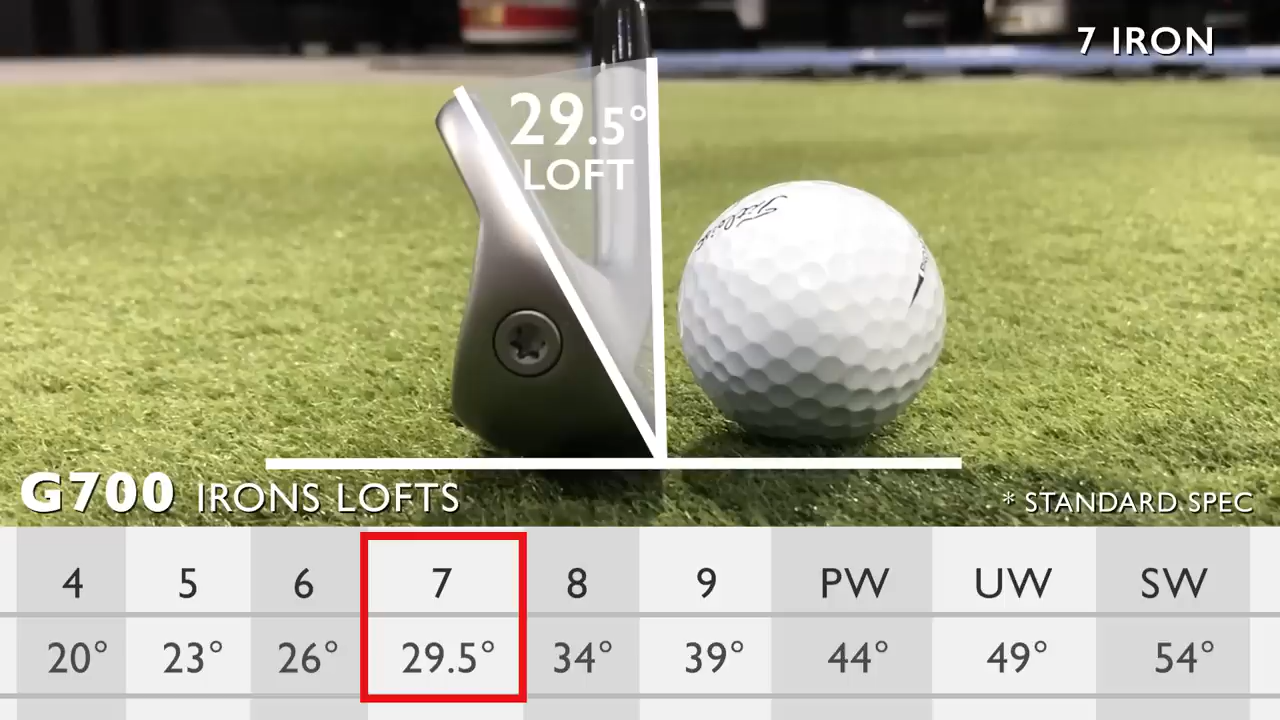 7 IRON
29.5°
LOFT
Titleist
G700 IRONS LOFTS
* STANDARD SPEC
4 5 6 7 8 9 PW UW SW
20° 23° 26° 29.5° 34° 39° 44° 49° 54°